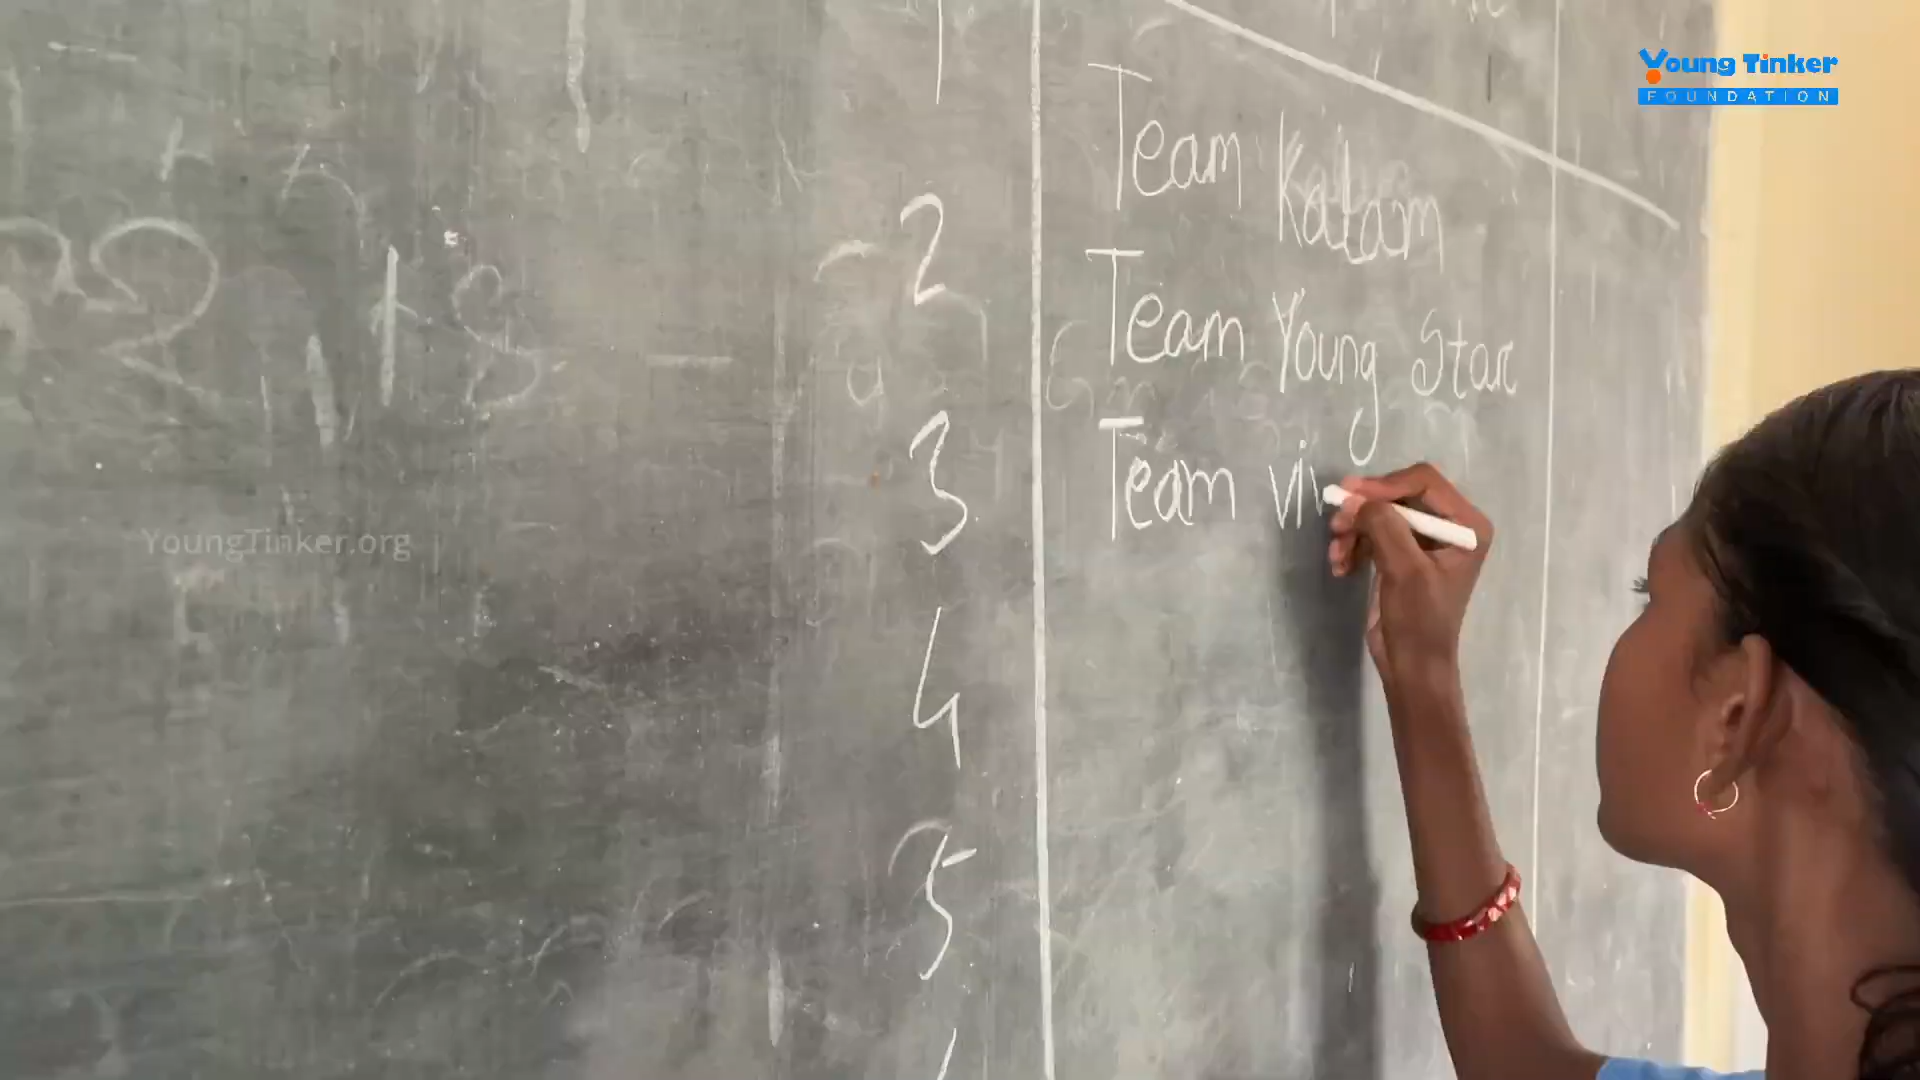 Young Tinker
FOUNDATION
1
Team Kalam
2
Team Young Star
3
Team viv
YoungTinker.org
4
5